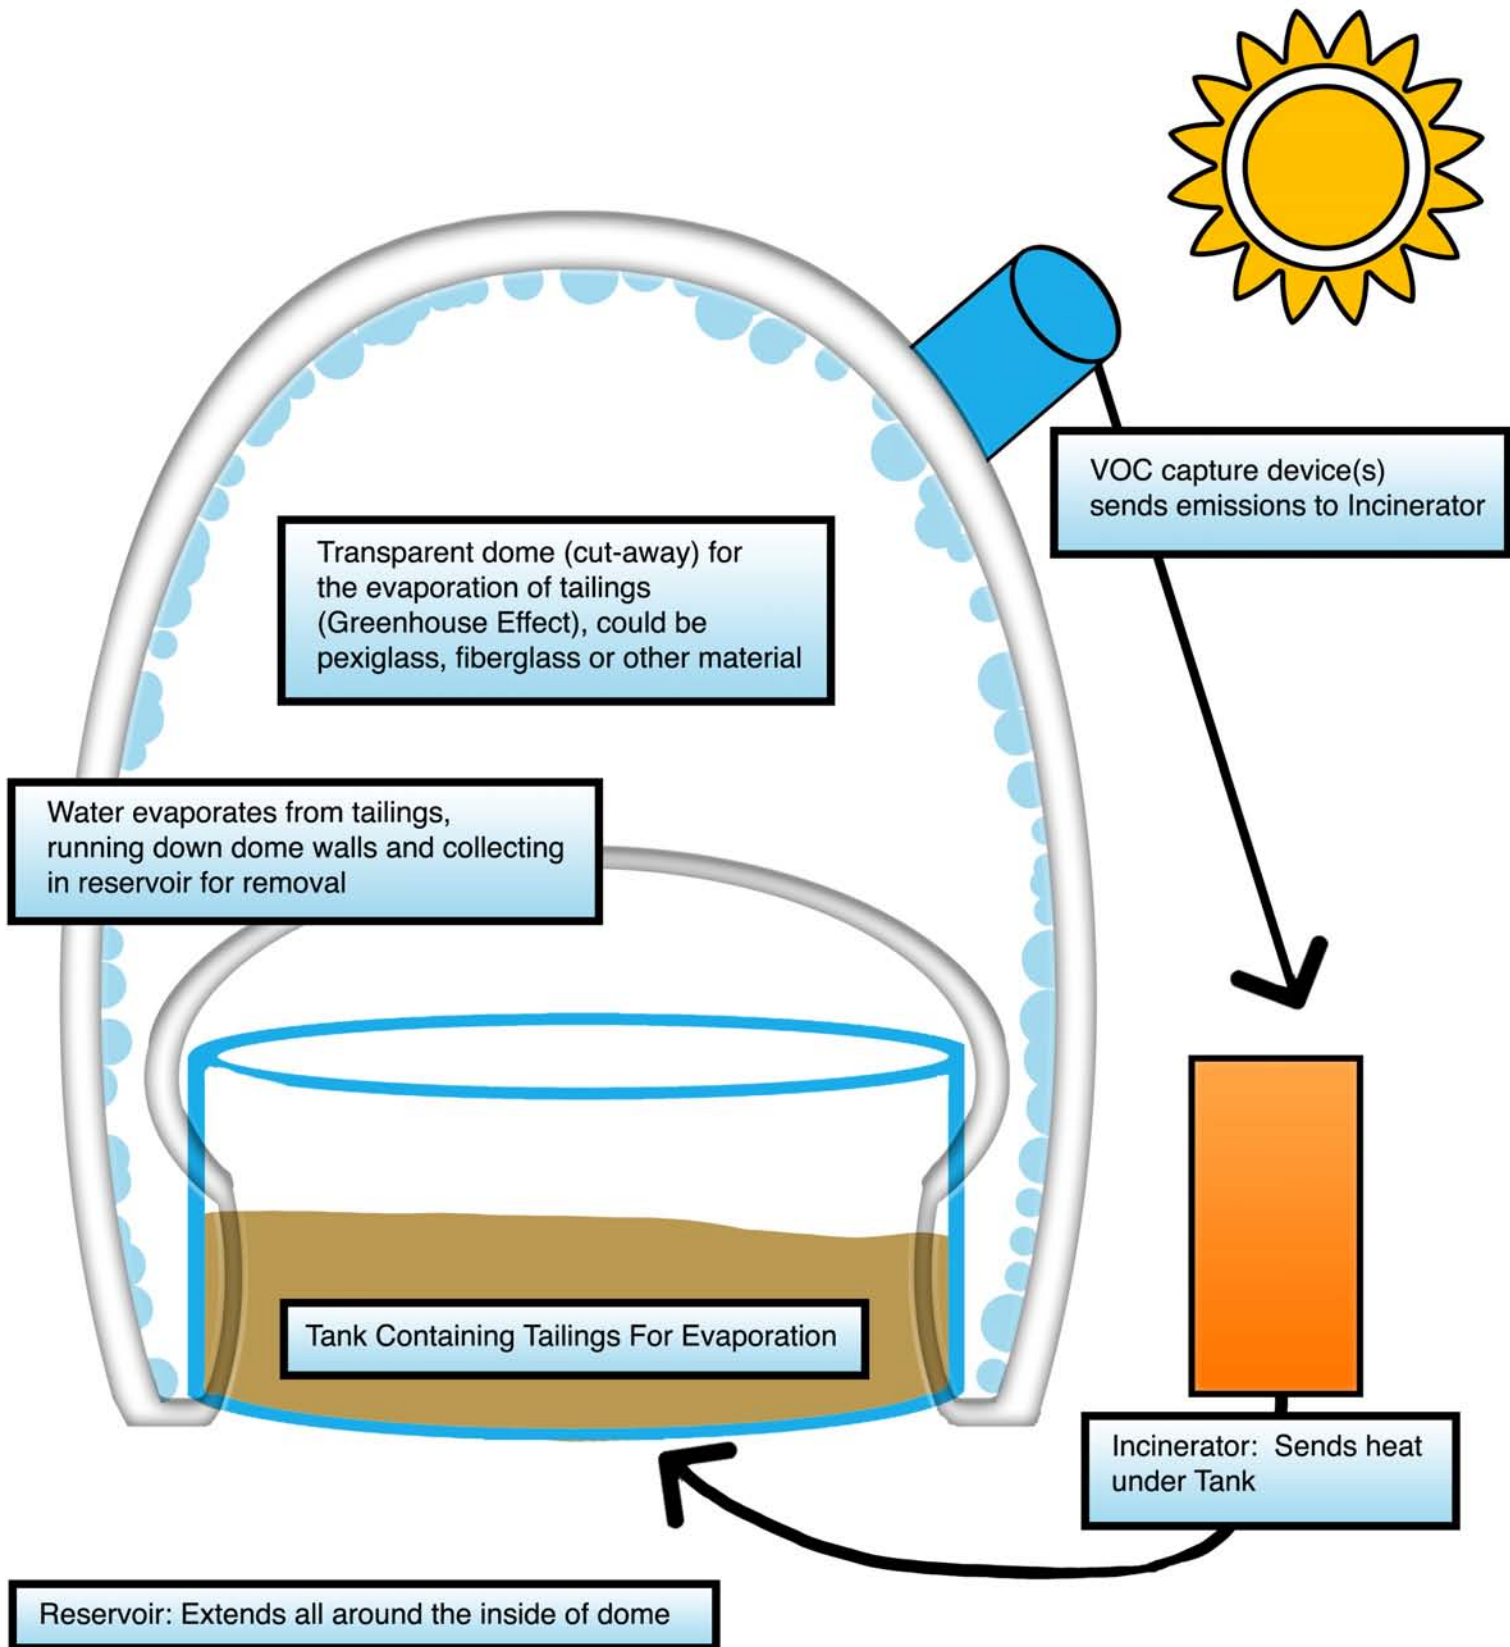 VOC capture device(s)
sends emissions to Incinerator
Transparent dome (cut-away) for
the evaporation of tailings
(Greenhouse Effect), could be
pexiglass, fiberglass or other material
Water evaporates from tailings,
running down dome walls and collecting
in reservoir for removal
Tank Containing Tailings For Evaporation
Incinerator:  Sends heat
under Tank
Reservoir: Extends all around the inside of dome